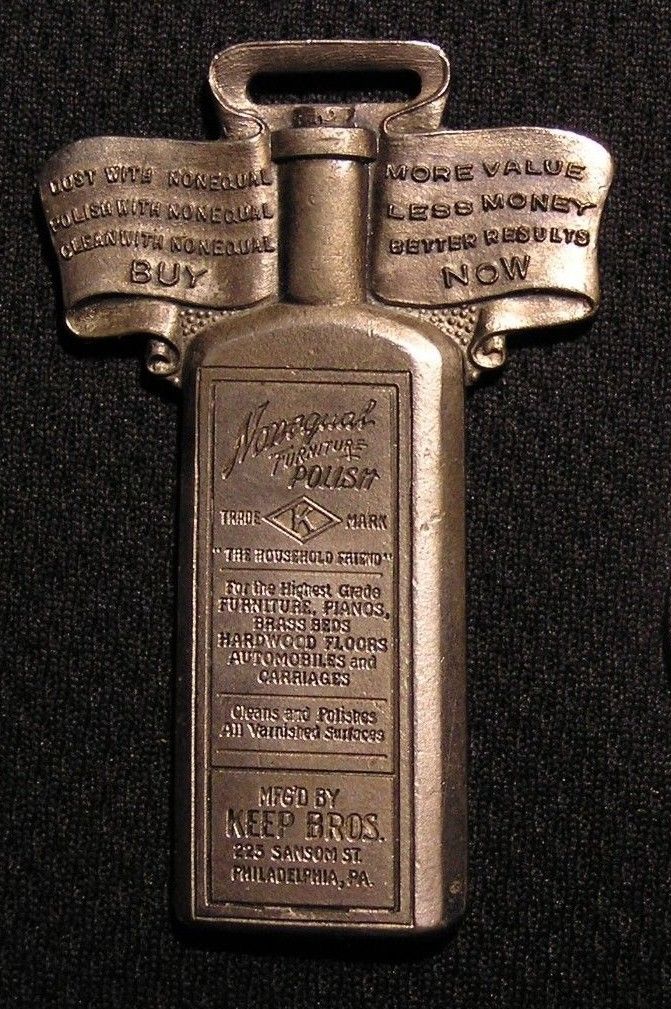 DUST WITH NONEQUAL
POLISH WITH NONEQUAL
CLEAN WITH NONEQUAL
BUY
MORE VALUE
LESS MONEY
BETTER RESULTS
NOW
Nonequal
FURNITURE
POLISH
TRADE K MARK
"THE HOUSEHOLD FRIEND"
For the Highest Grade
FURNITURE, PIANOS,
BRASS BEDS
HARDWOOD FLOORS
AUTOMOBILES and
CARRIAGES
Cleans and Polishes
All Varnished Surfaces
MFG'D BY
KEEP BROS.
225 SANSOM ST.
PHILADELPHIA, PA.